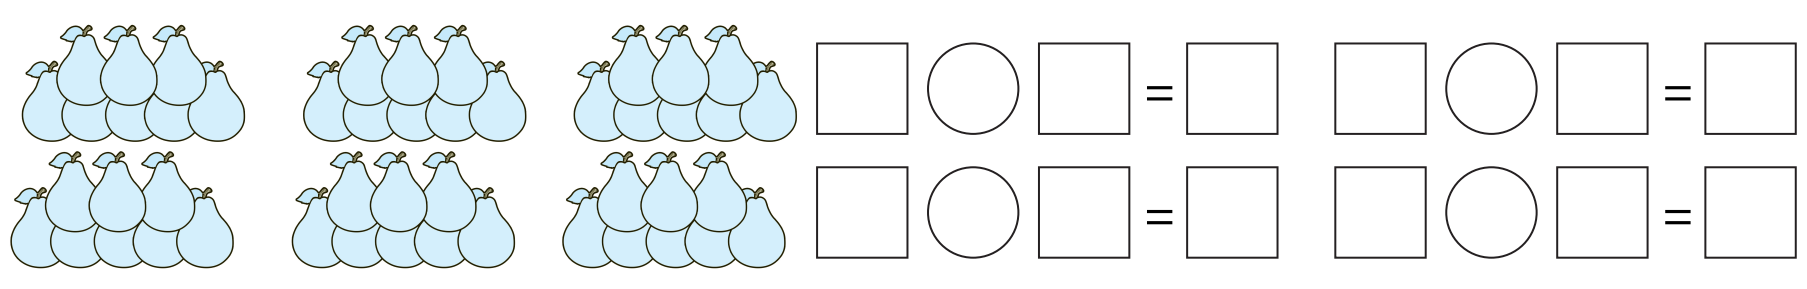 = =
= =